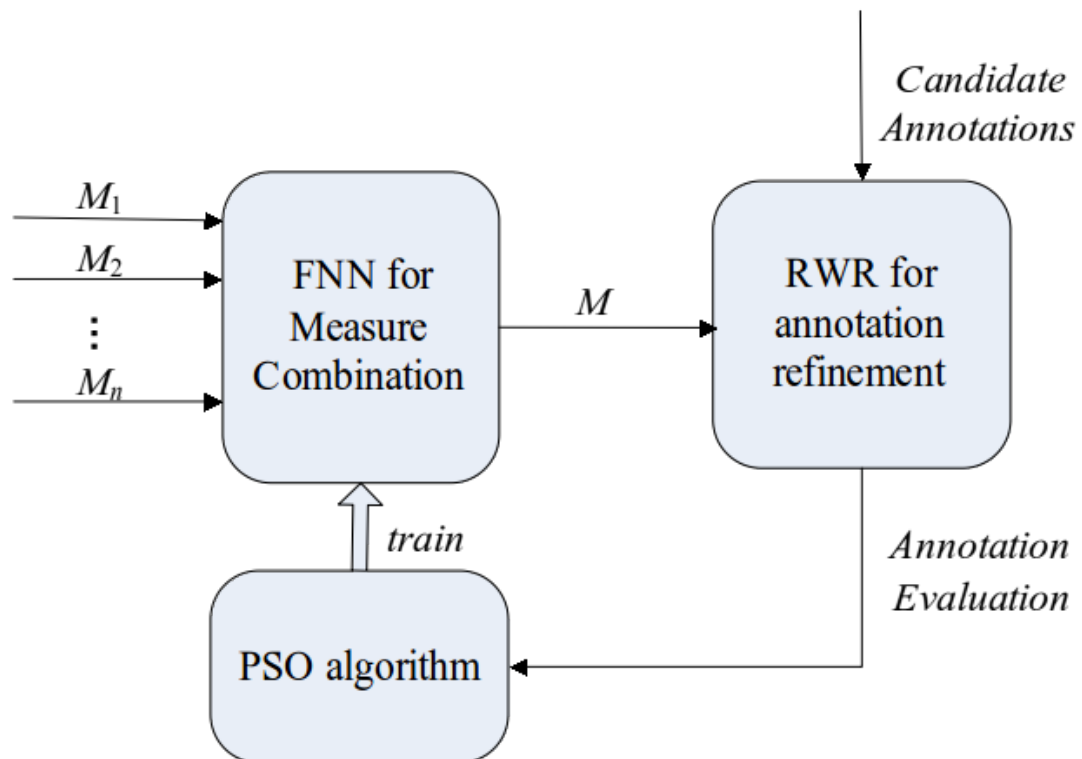 Candidate
Annotations
M1
M2
...
Mn
FNN for
Measure
Combination
M
RWR for
annotation
refinement
train
Annotation
Evaluation
PSO algorithm